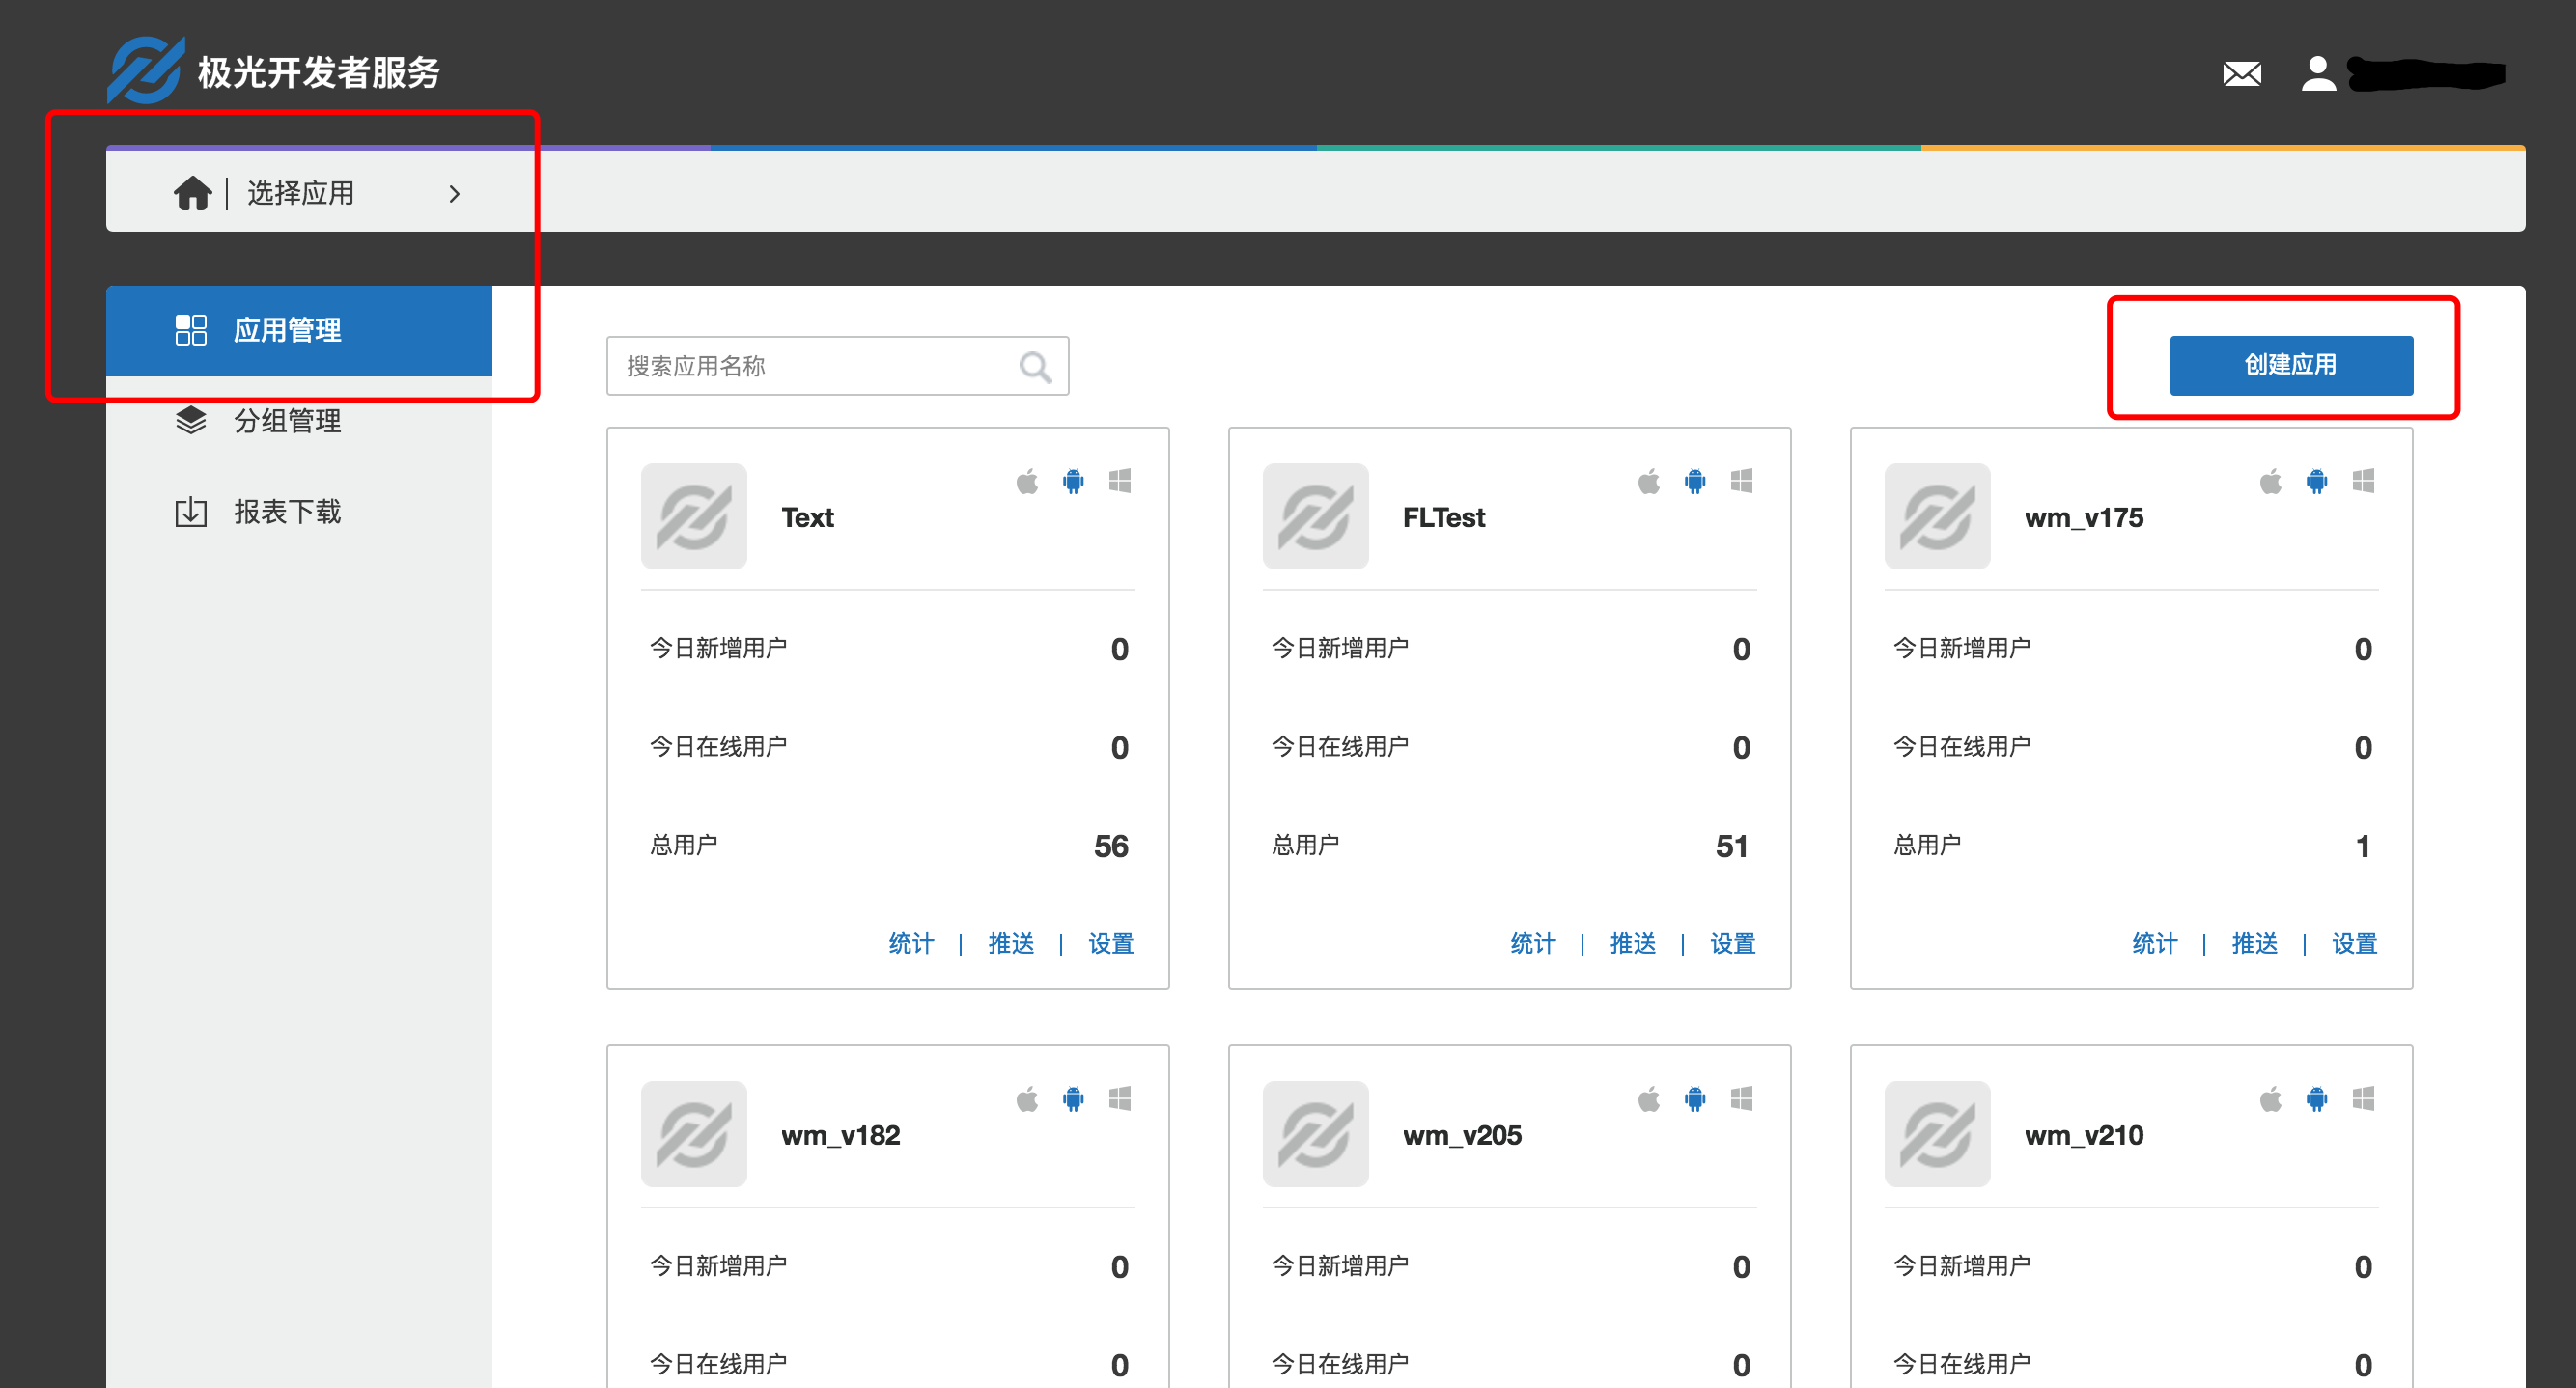 极光开发者服务
选择应用
应用管理
分组管理
报表下载
搜索应用名称
创建应用
Text
今日新增用户 0
今日在线用户 0
总用户 56
统计 | 推送 | 设置
FLTest
今日新增用户 0
今日在线用户 0
总用户 51
统计 | 推送 | 设置
wm_v175
今日新增用户 0
今日在线用户 0
总用户 1
统计 | 推送 | 设置
wm_v182
今日新增用户 0
今日在线用户 0
wm_v205
今日新增用户 0
今日在线用户 0
wm_v210
今日新增用户 0
今日在线用户 0